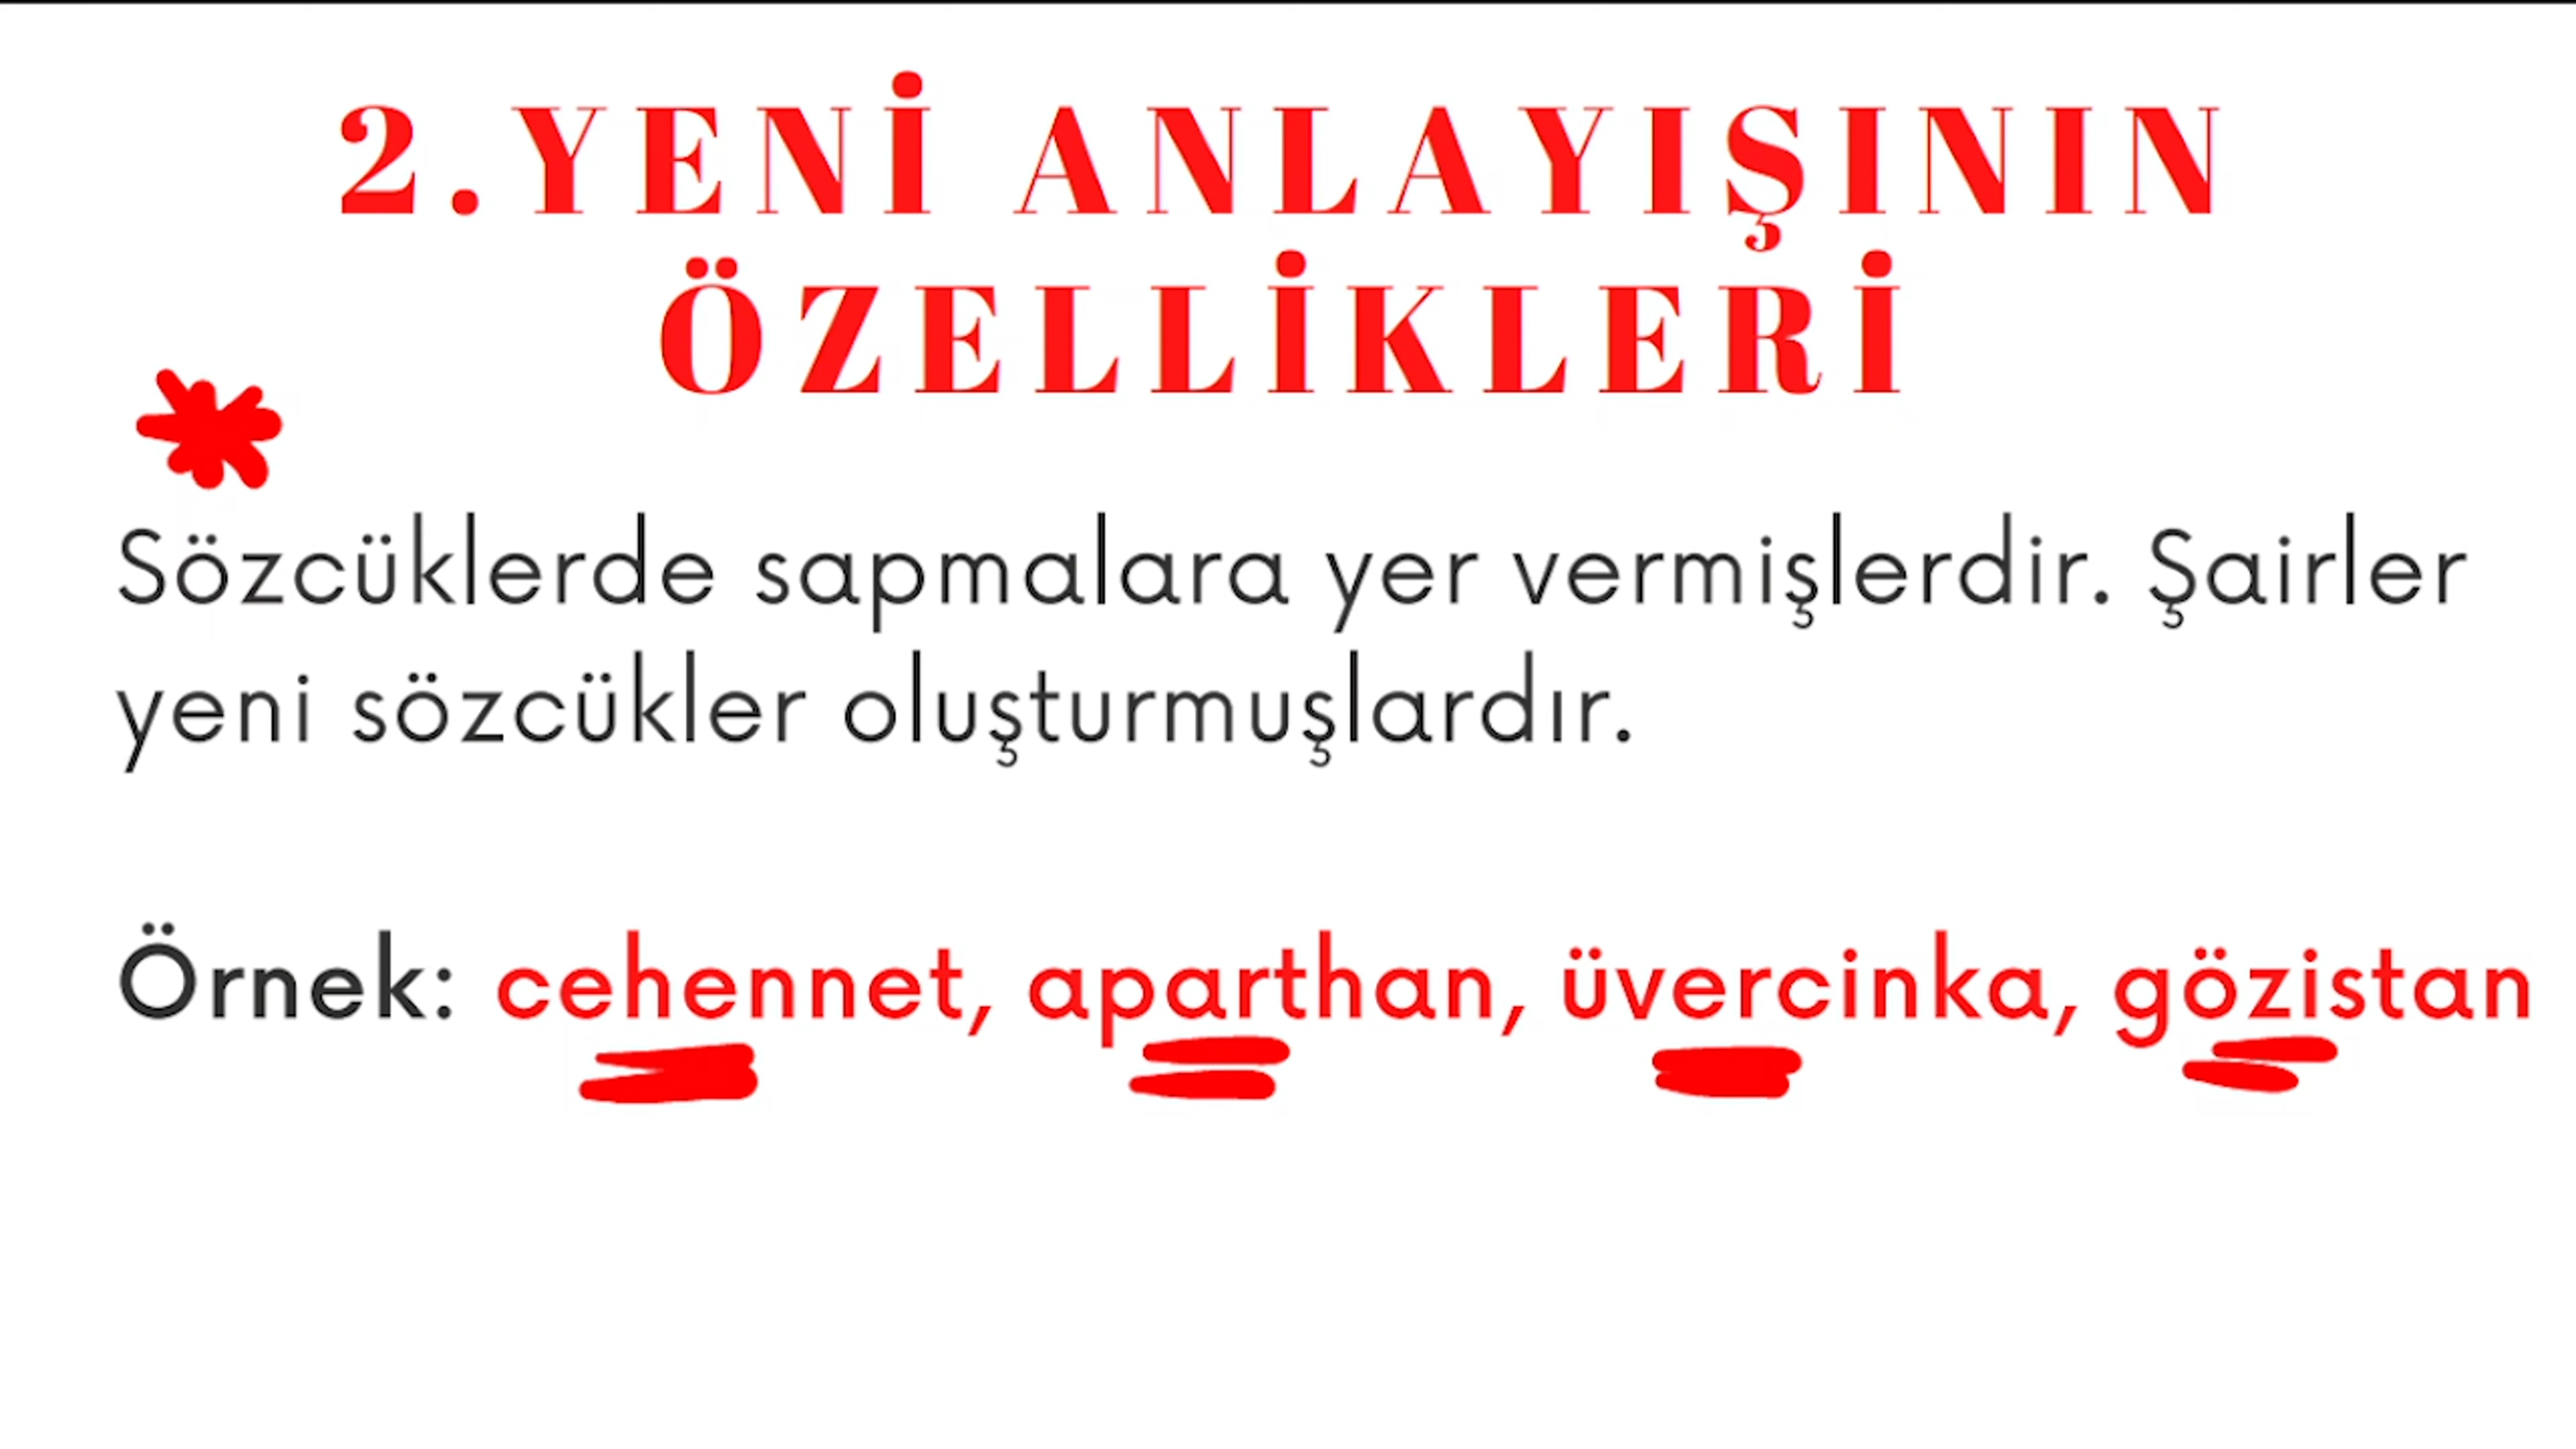 2.YENİ ANLAYIŞININ
ÖZELLİKLERİ
Sözcüklerde sapmalara yer vermişlerdir. Şairler
yeni sözcükler oluşturmuşlardır.
Örnek: cehennet, aparthan, üvercinka, gözistan